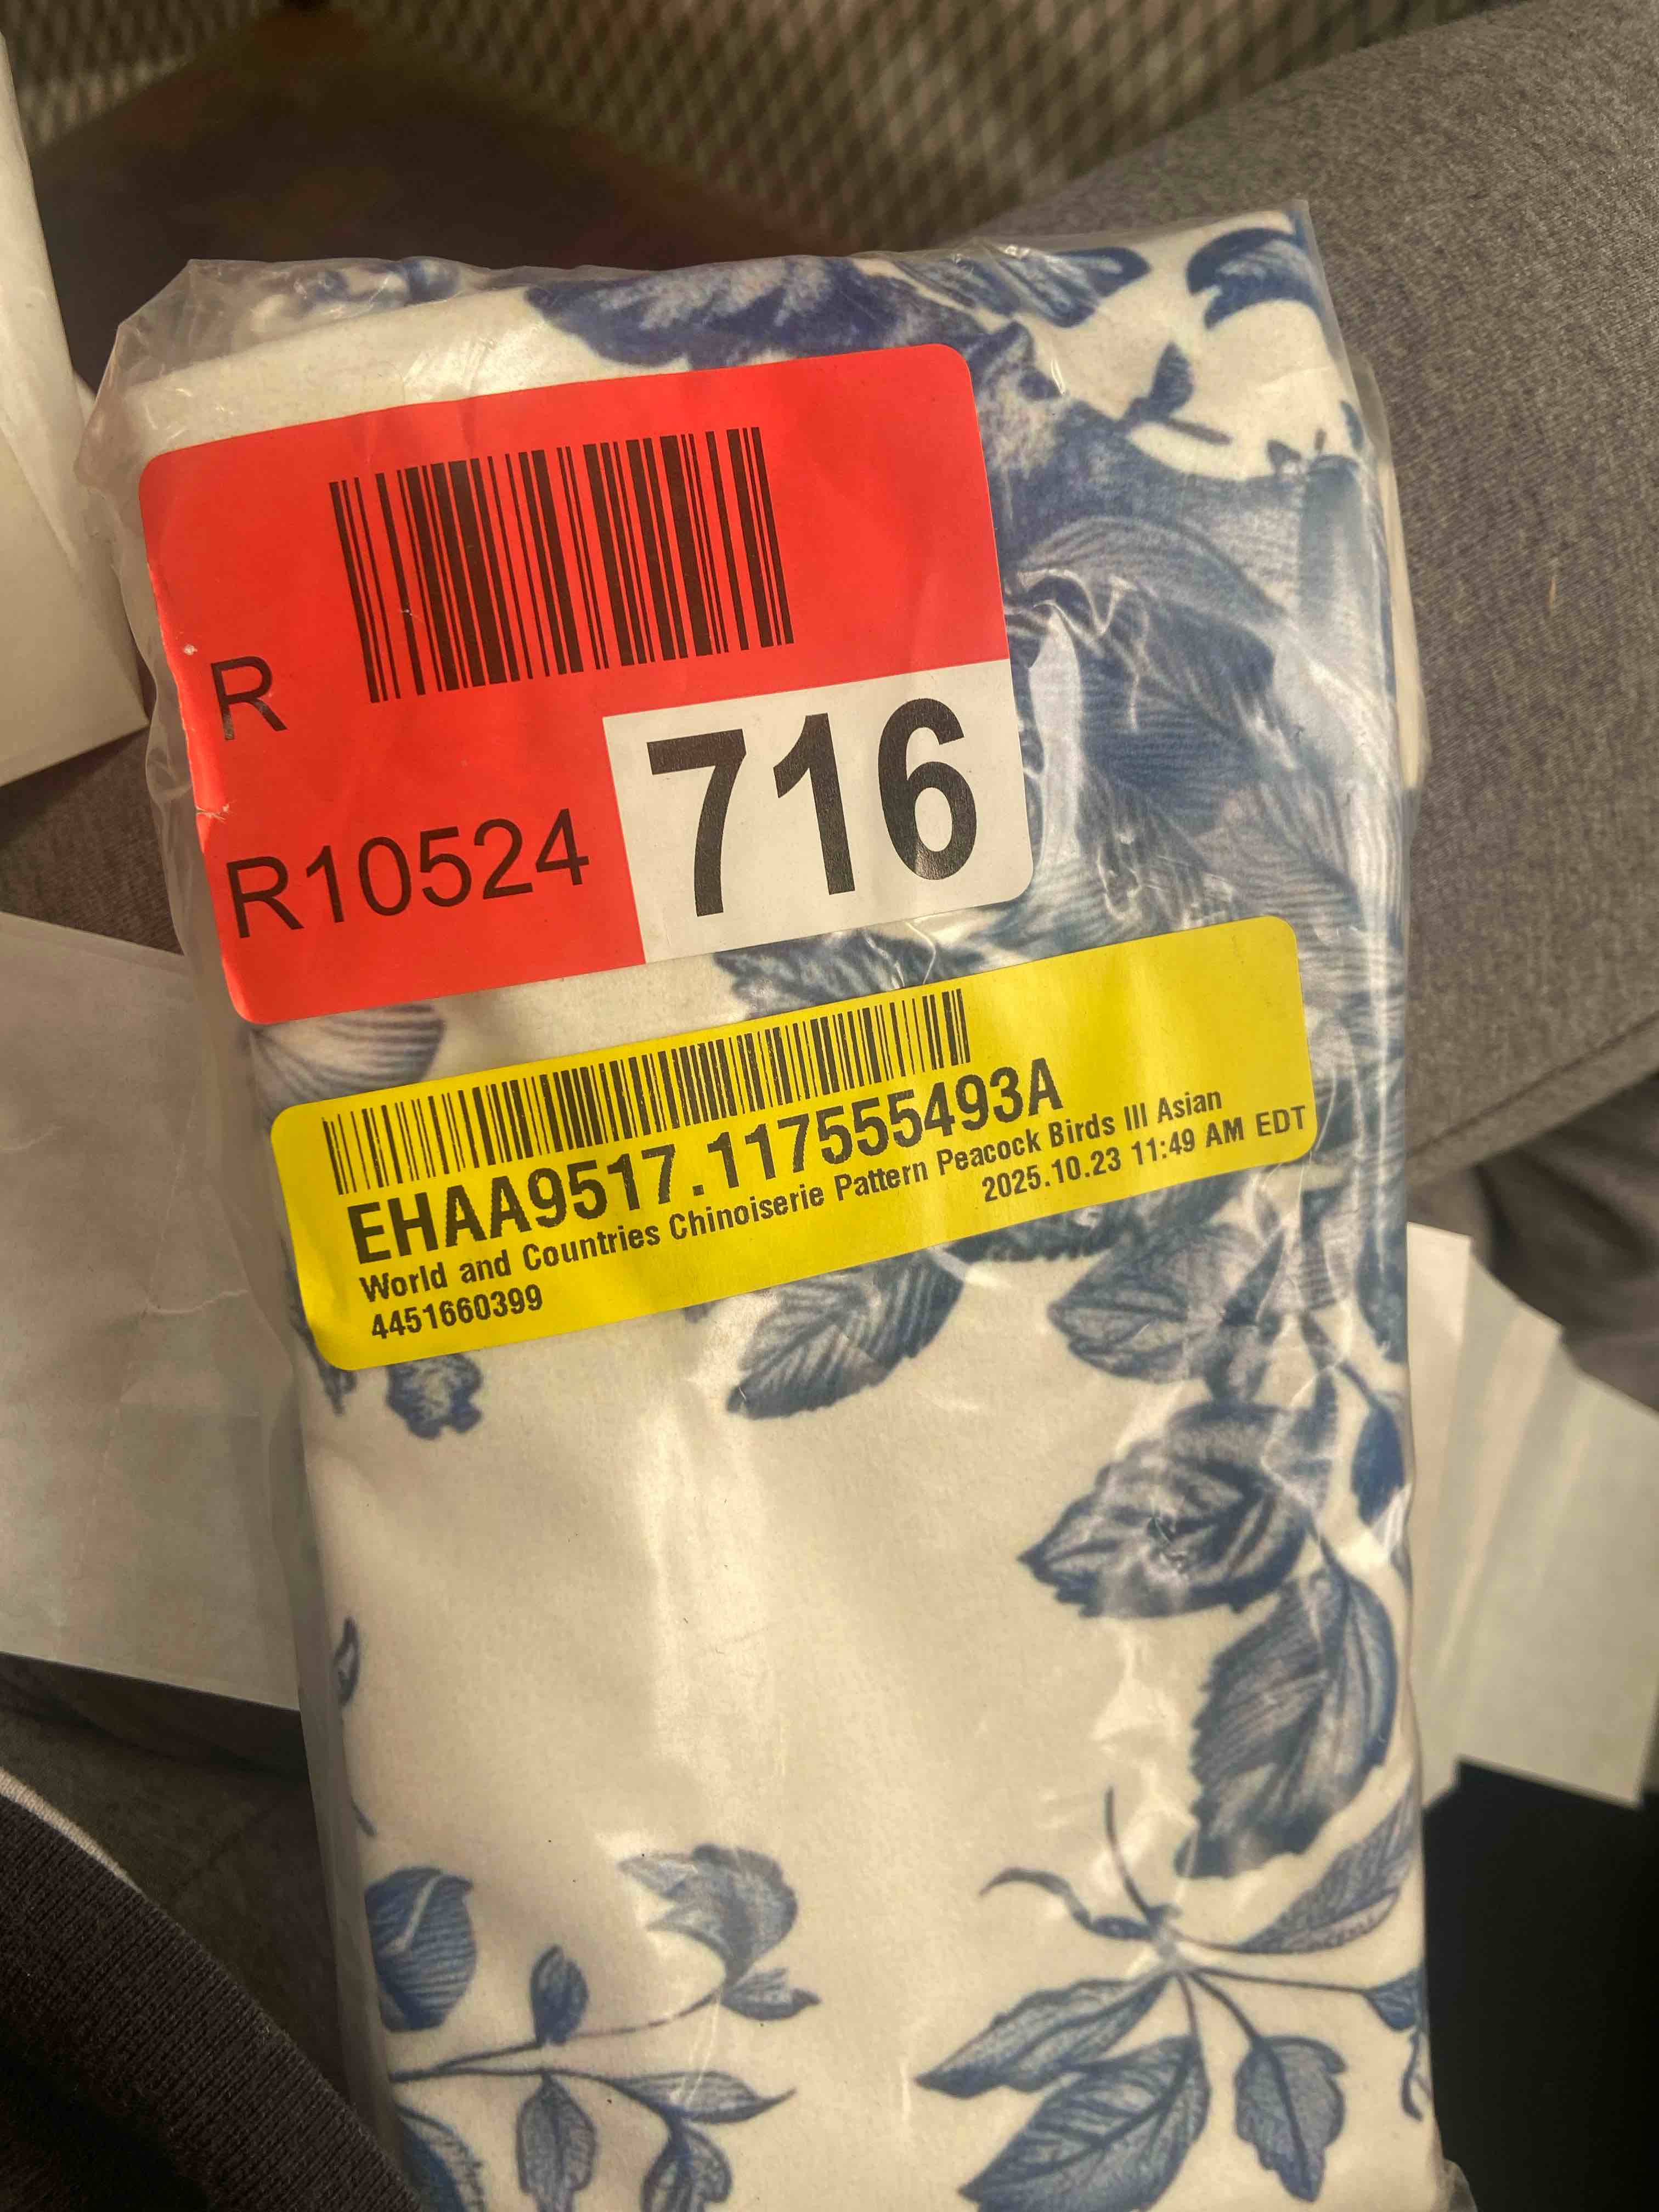 R
R10524
716
EHAA9517.117555493A
World and Countries Chinoiserie Pattern Peacock Birds III Asian
4451660399
2025.10.23 11:49 AM EDT